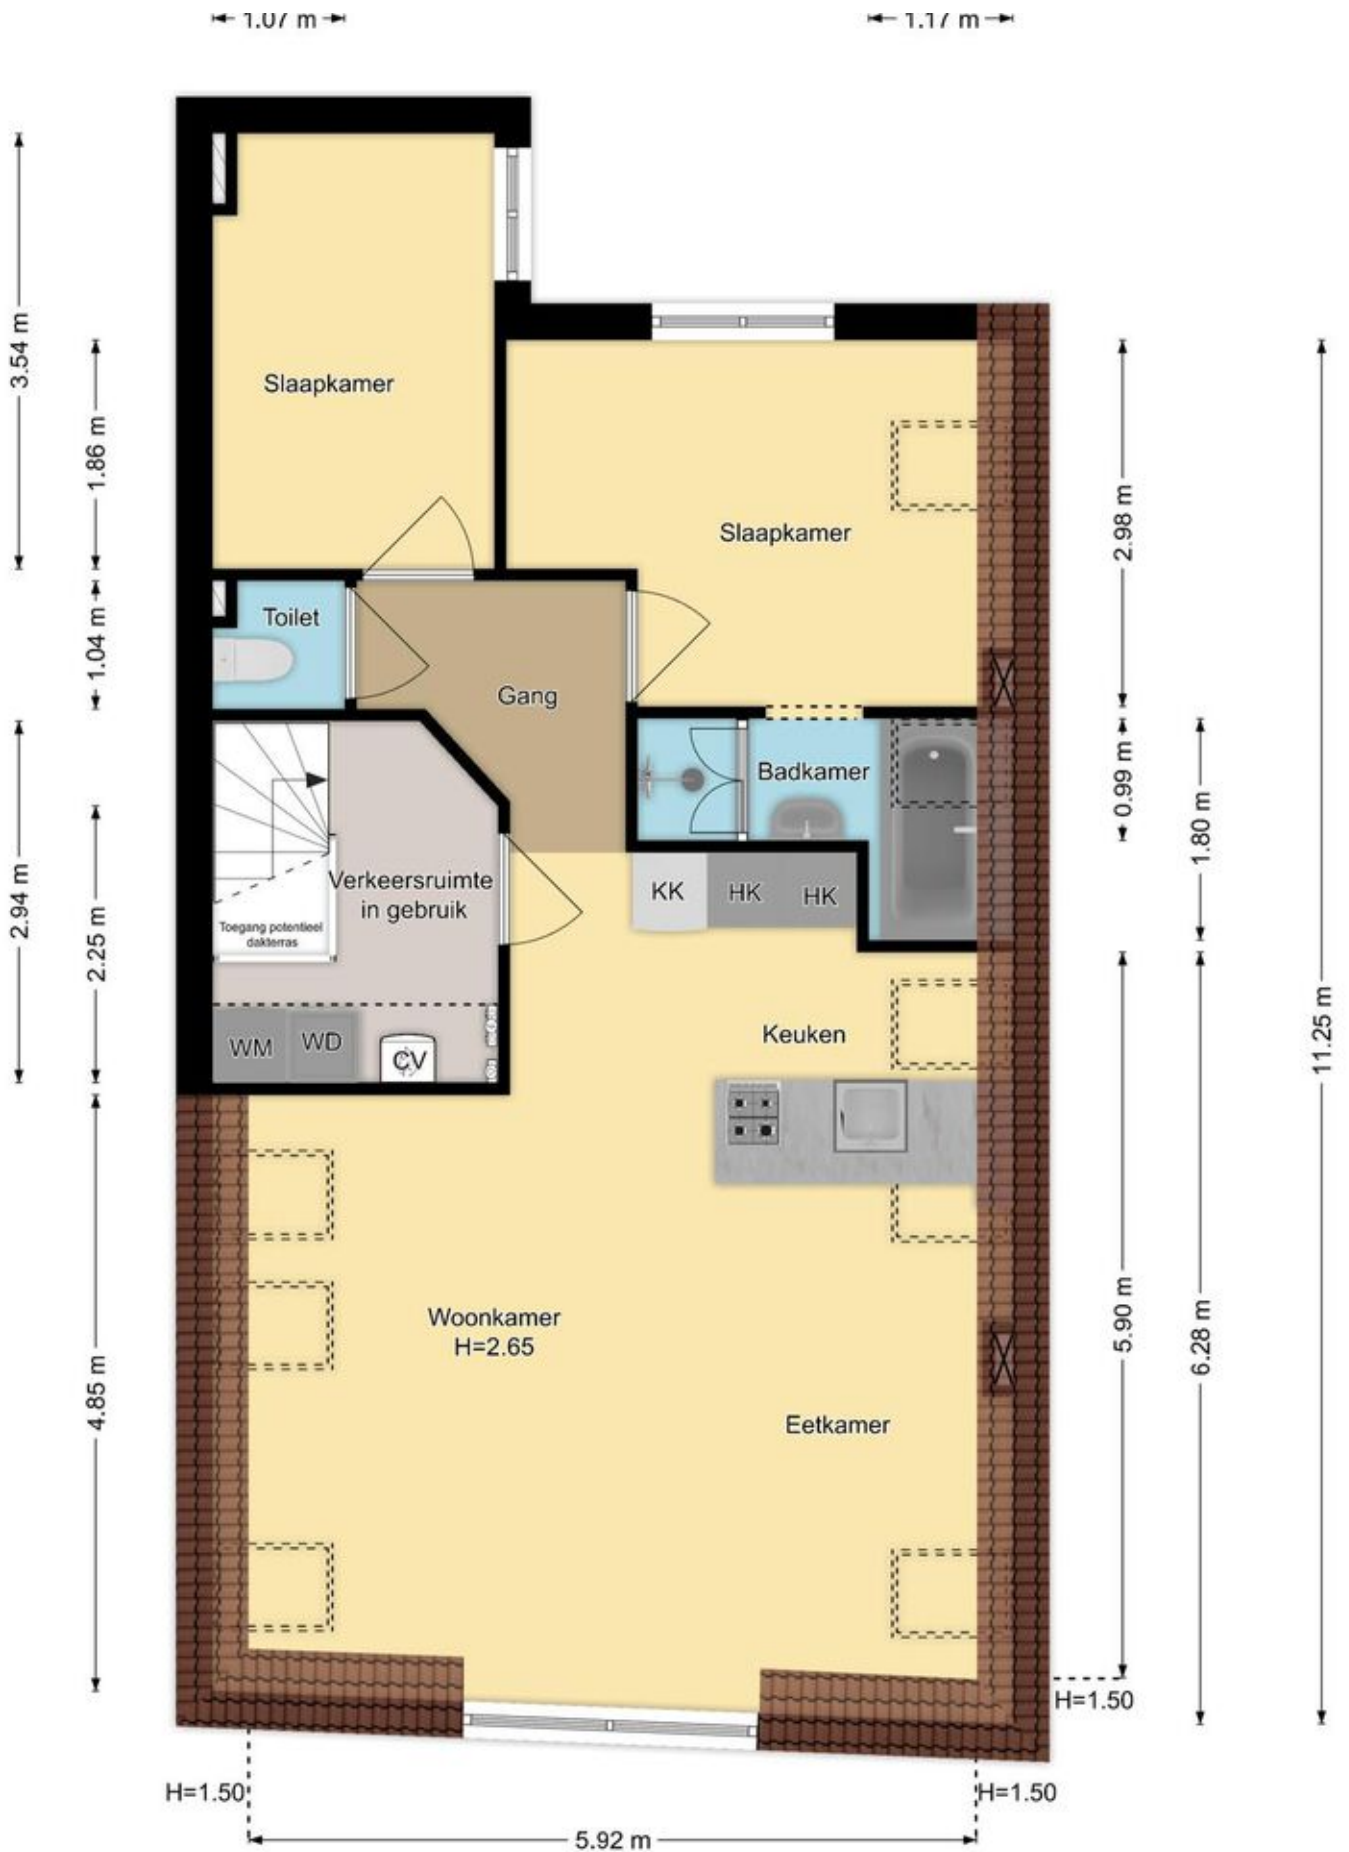 1.07 m
1.17 m
3.54 m
1.86 m
Slaapkamer
Slaapkamer
2.98 m
11.25 m
1.04 m
Toilet
Gang
Badkamer
0.99 m
1.80 m
2.94 m
2.25 m
Verkeersruimte
in gebruik
Toegang potentieel
dakterras
KK
HK
HK
WM
WD
CV
Keuken
Woonkamer
H=2.65
Eetkamer
4.85 m
5.90 m
6.28 m
H=1.50
H=1.50
H=1.50
5.92 m